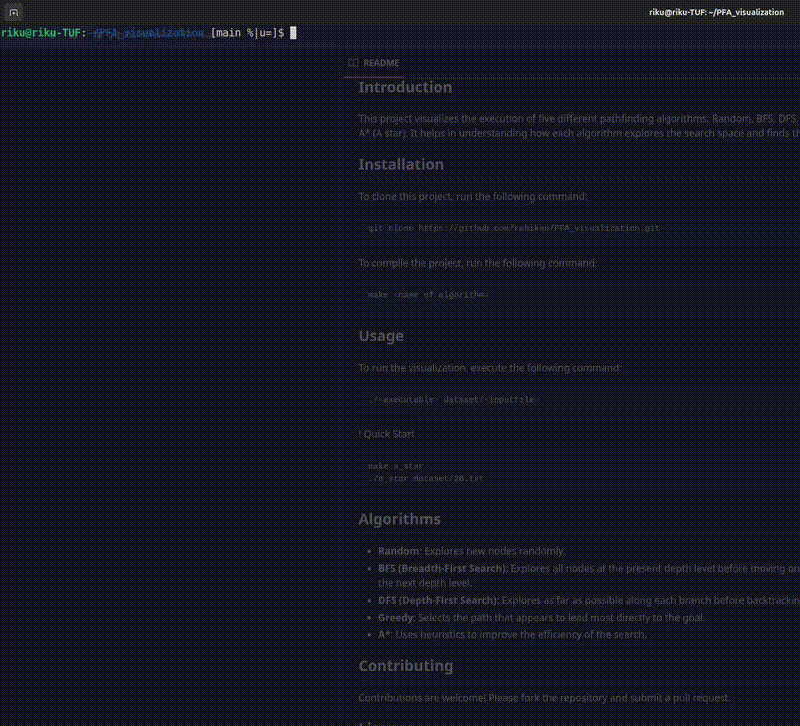 riku@riku-TUF: ~/PFA_visualization
riku@riku-TUF: ~/PFA_visualization [main %|u=]$
README
Introduction
This project visualizes the execution of five different pathfinding algorithms: Random, BFS, DFS,
A* (A star). It helps in understanding how each algorithm explores the search space and finds
Installation
To clone this project, run the following command:
git clone https://github.com/rabiken/PFA_visualization.git
To compile the project, run the following command:
make <name of algorithm>
Usage
To run the visualization, execute the following command:
./<executable> dataset/<inputfile>
! Quick Start
make a_star
./a_star dataset/26.txt
Algorithms
• Random: Explores new nodes randomly.
• BFS (Breadth-First Search): Explores all nodes at the present depth level before moving on
the next depth level.
• DFS (Depth-First Search): Explores as far as possible along each branch before
• Greedy: Selects the path that appears to lead most directly to the goal.
• A*: Uses heuristics to improve the efficiency of the search.
Contributing
Contributions are welcome! Please fork the repository and submit a pull request.